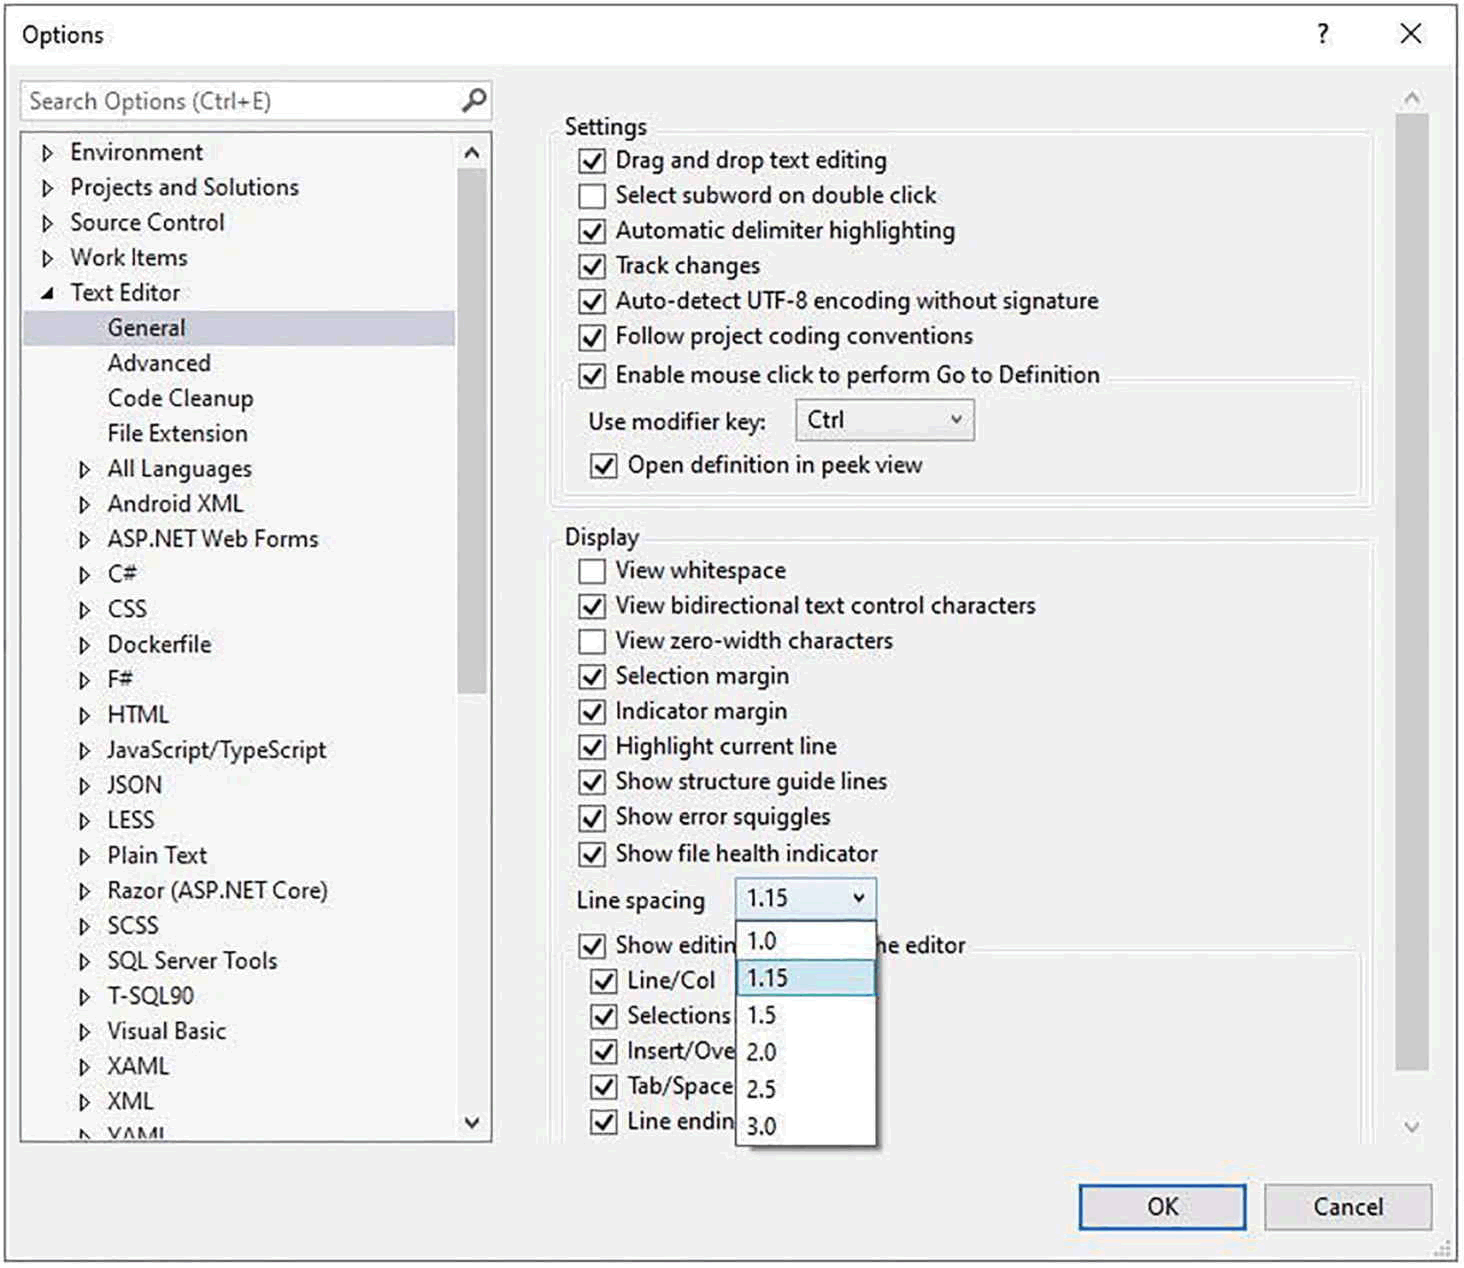 Options
?
Search Options (Ctrl+E)
Environment
Projects and Solutions
Source Control
Work Items
Text Editor
General
Advanced
Code Cleanup
File Extension
All Languages
Android XML
ASP.NET Web Forms
C#
CSS
Dockerfile
F#
HTML
JavaScript/TypeScript
JSON
LESS
Plain Text
Razor (ASP.NET Core)
SCSS
SQL Server Tools
T-SQL90
Visual Basic
XAML
XML
YAML
Settings
Drag and drop text editing
Select subword on double click
Automatic delimiter highlighting
Track changes
Auto-detect UTF-8 encoding without signature
Follow project coding conventions
Enable mouse click to perform Go to Definition
Use modifier key: Ctrl
Open definition in peek view
Display
View whitespace
View bidirectional text control characters
View zero-width characters
Selection margin
Indicator margin
Highlight current line
Show structure guide lines
Show error squiggles
Show file health indicator
Line spacing 1.15
1.0
1.15
1.5
2.0
2.5
3.0
Show editin he editor
Line/Col
Selections
Insert/Ove
Tab/Space
Line endin
OK Cancel